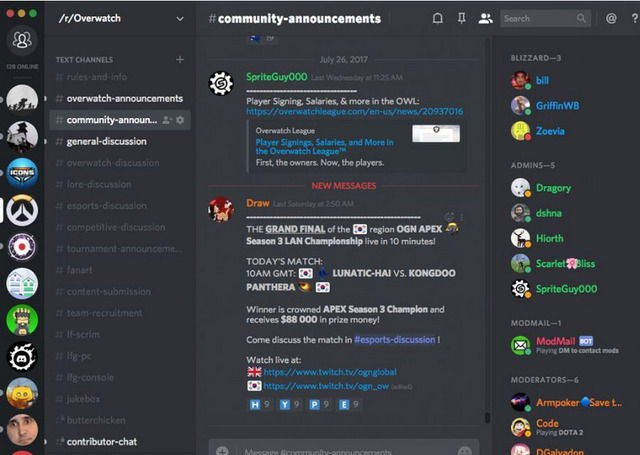 128 ONLINE
ICONS
/r/Overwatch
TEXT CHANNELS
# rules-and-info
# overwatch-announcements
# community-announ...
# general-discussion
# overwatch-discussion
# lore-discussion
# esports-discussion
# competitive-discussion
# tournament-announceme...
# fanart
# content-submission
# team-recruitment
# lf-scrim
# lfg-pc
# lfg-console
# jukebox
butterchicken
contributor-chat
#community-announcements
Search
July 26, 2017
SpriteGuy000 Last Wednesday at 11:25 AM
Player Signing, Salaries, & more in the OWL:
https://overwatchleague.com/en-us/news/20937016
Overwatch League
Player Signings, Salaries, and More in
the Overwatch League™
First, the owners. Now, the players.
NEW MESSAGES
Draw Last Saturday at 2:50 AM
THE GRAND FINAL of the region OGN APEX
Season 3 LAN Championship live in 10 minutes!
TODAY'S MATCH:
10AM GMT: LUNATIC-HAI VS. KONGDOO
PANTHERA
Winner is crowned APEX Season 3 Champion and
receives $88 000 in prize money!
Come discuss the match in #esports-discussion !
Watch live at:
https://www.twitch.tv/ognglobal
https://www.twitch.tv/ogn_ow (edited)
H 9 Y 9 P 9 E 9
Message #community-announcements
BLIZZARD—3
bill
GriffinWB
Zoevia
ADMINS—5
Dragory
dshna
Hiorth
Scarlet Bliss
SpriteGuy000
MODMAIL—1
ModMail BOT
Playing DM to contact mods
MODERATORS—6
Armpoker Save t...
Code
Playing DOTA 2
DGalvadon